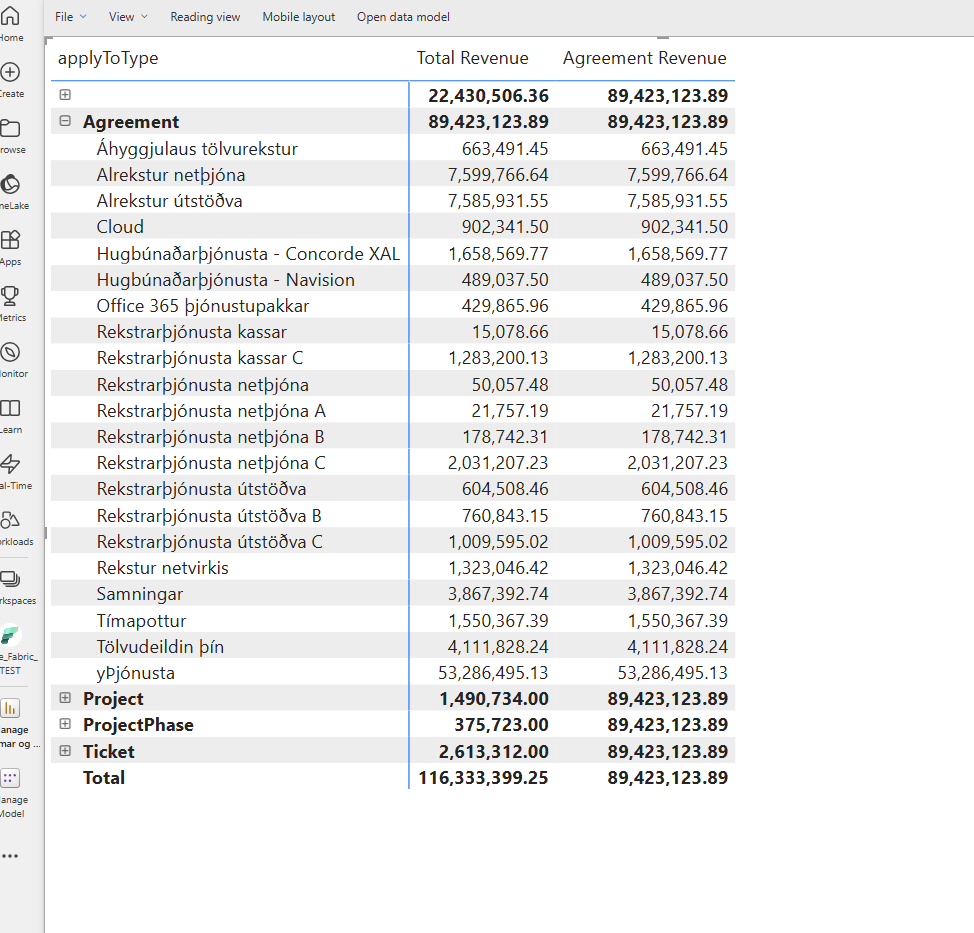 File View Reading view Mobile layout Open data model
Home
Create
Browse
OneLake
Apps
Metrics
Monitor
Learn
Real-Time
Workloads
Workspaces
e_Fabric_
TEST
anage
mar og ...
anage
Model
applyToType Total Revenue Agreement Revenue
22,430,506.36 89,423,123.89
Agreement 89,423,123.89 89,423,123.89
Áhyggjulaus tölvurekstur 663,491.45 663,491.45
Alrekstur netþjóna 7,599,766.64 7,599,766.64
Alrekstur útstöðva 7,585,931.55 7,585,931.55
Cloud 902,341.50 902,341.50
Hugbúnaðarþjónusta - Concorde XAL 1,658,569.77 1,658,569.77
Hugbúnaðarþjónusta - Navision 489,037.50 489,037.50
Office 365 þjónustupakkar 429,865.96 429,865.96
Rekstrarþjónusta kassar 15,078.66 15,078.66
Rekstrarþjónusta kassar C 1,283,200.13 1,283,200.13
Rekstrarþjónusta netþjóna 50,057.48 50,057.48
Rekstrarþjónusta netþjóna A 21,757.19 21,757.19
Rekstrarþjónusta netþjóna B 178,742.31 178,742.31
Rekstrarþjónusta netþjóna C 2,031,207.23 2,031,207.23
Rekstrarþjónusta útstöðva 604,508.46 604,508.46
Rekstrarþjónusta útstöðva B 760,843.15 760,843.15
Rekstrarþjónusta útstöðva C 1,009,595.02 1,009,595.02
Rekstur netvirkis 1,323,046.42 1,323,046.42
Samningar 3,867,392.74 3,867,392.74
Tímapottur 1,550,367.39 1,550,367.39
Tölvudeildin þín 4,111,828.24 4,111,828.24
yÞjónusta 53,286,495.13 53,286,495.13
Project 1,490,734.00 89,423,123.89
ProjectPhase 375,723.00 89,423,123.89
Ticket 2,613,312.00 89,423,123.89
Total 116,333,399.25 89,423,123.89